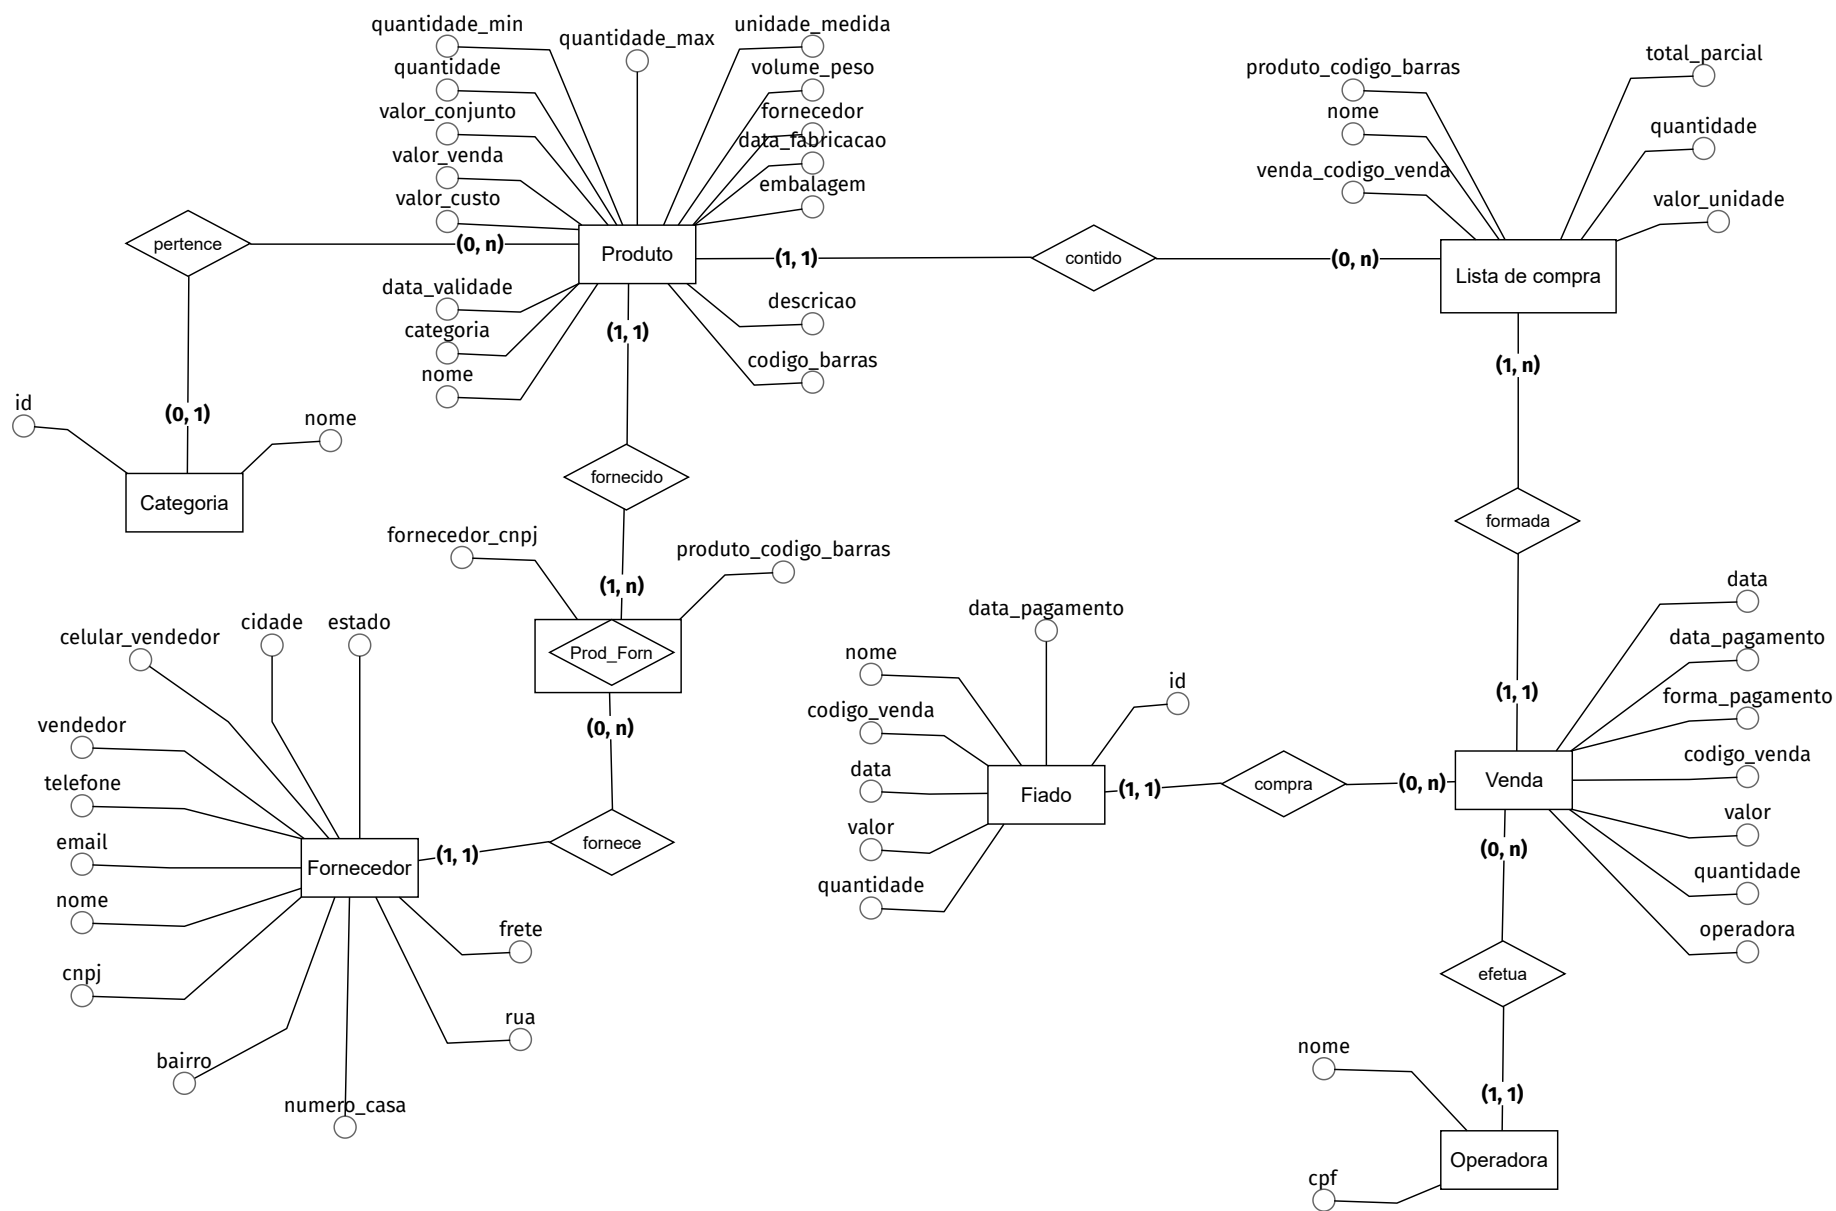 quantidade_min
quantidade_max
unidade_medida
quantidade
volume_peso
valor_conjunto
fornecedor
valor_venda
data_fabricacao
valor_custo
embalagem
Produto
data_validade
descricao
categoria
codigo_barras
nome
pertence
(0, n)
(0, 1)
id
nome
Categoria
(1, 1)
contido
(0, n)
produto_codigo_barras
total_parcial
nome
quantidade
venda_codigo_venda
valor_unidade
Lista de compra
(1, 1)
fornecido
(1, n)
fornecedor_cnpj
produto_codigo_barras
Prod_Forn
(0, n)
fornece
(1, 1)
celular_vendedor
cidade
estado
vendedor
telefone
email
Fornecedor
nome
frete
cnpj
rua
bairro
numero_casa
(1, n)
formada
(1, 1)
data_pagamento
nome
id
codigo_venda
data
Fiado
valor
quantidade
(1, 1)
compra
(0, n)
data
data_pagamento
forma_pagamento
codigo_venda
Venda
valor
quantidade
operadora
(0, n)
efetua
(1, 1)
nome
Operadora
cpf